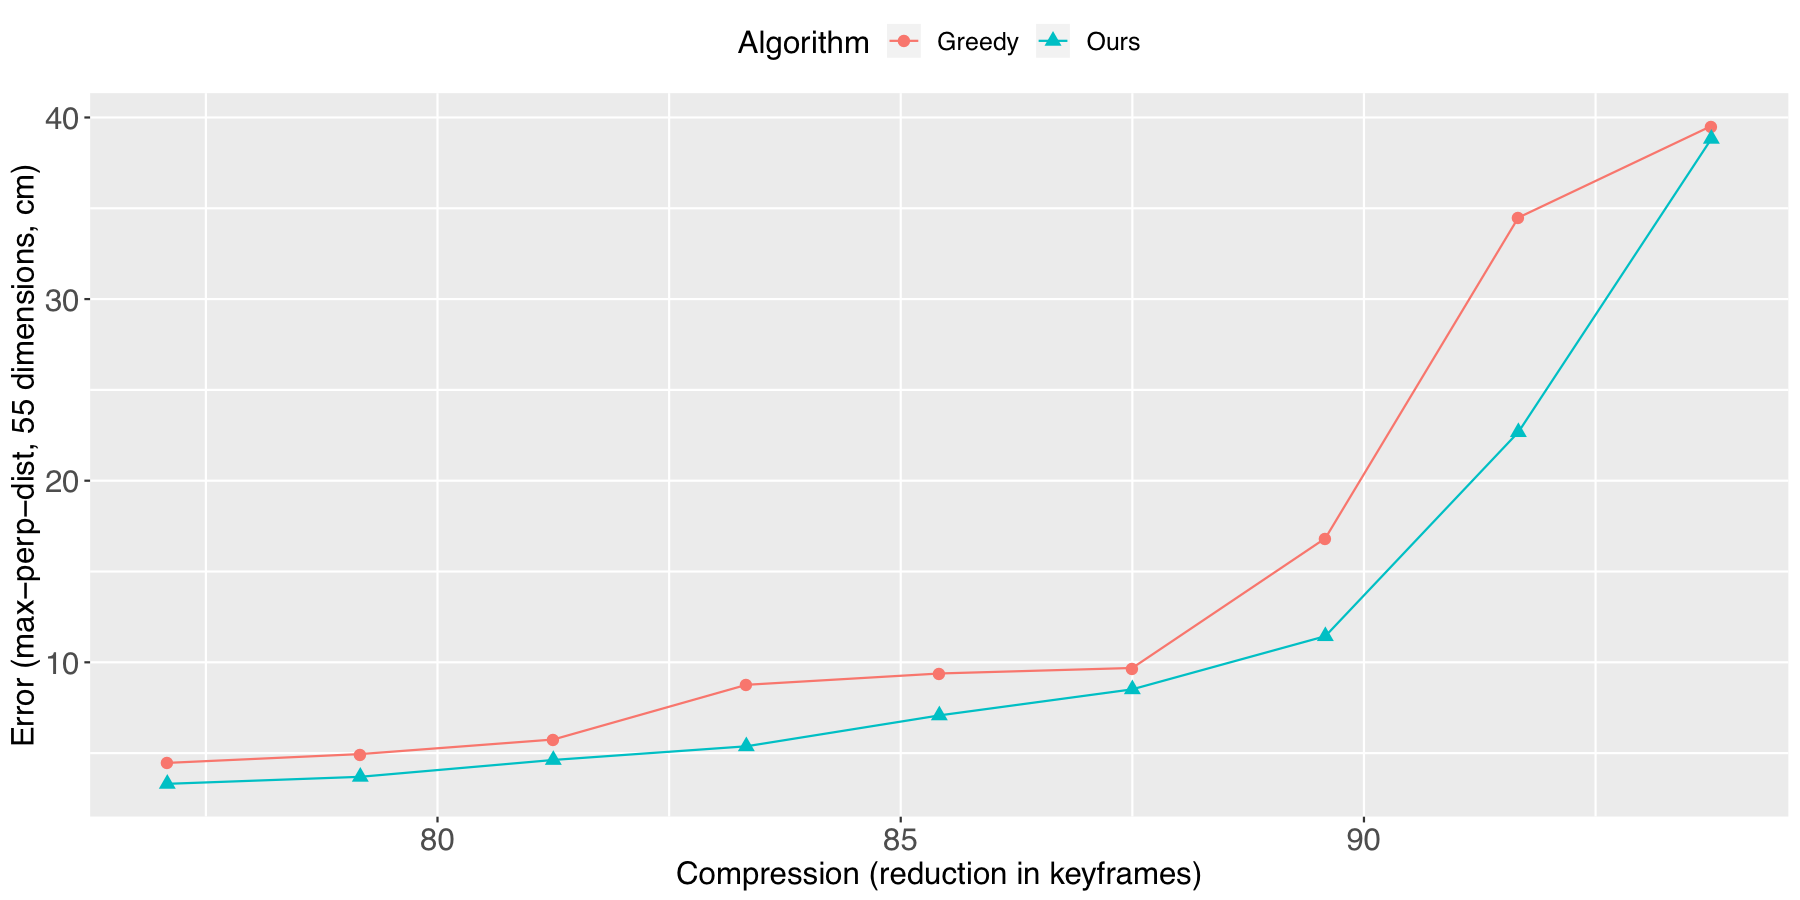 Algorithm Greedy Ours
40
30
20
10
Error (max−perp−dist, 55 dimensions, cm)
80 85 90
Compression (reduction in keyframes)